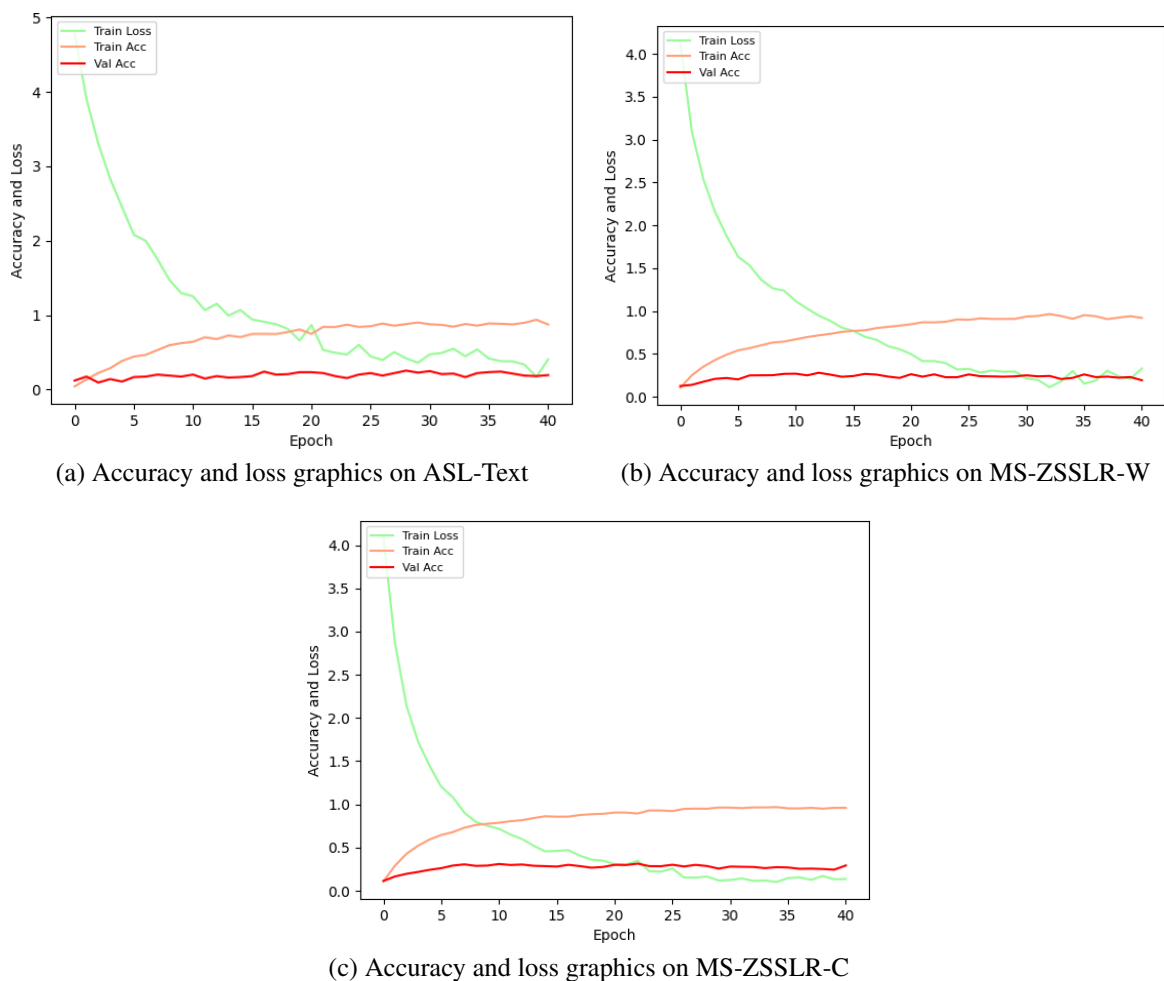 5
4
3
2
1
0
Accuracy and Loss
Train Loss
Train Acc
Val Acc
0 5 10 15 20 25 30 35 40
Epoch
(a) Accuracy and loss graphics on ASL-Text
4.0
3.5
3.0
2.5
2.0
1.5
1.0
0.5
0.0
Accuracy and Loss
Train Loss
Train Acc
Val Acc
0 5 10 15 20 25 30 35 40
Epoch
(b) Accuracy and loss graphics on MS-ZSSLR-W
4.0
3.5
3.0
2.5
2.0
1.5
1.0
0.5
0.0
Accuracy and Loss
Train Loss
Train Acc
Val Acc
0 5 10 15 20 25 30 35 40
Epoch
(c) Accuracy and loss graphics on MS-ZSSLR-C